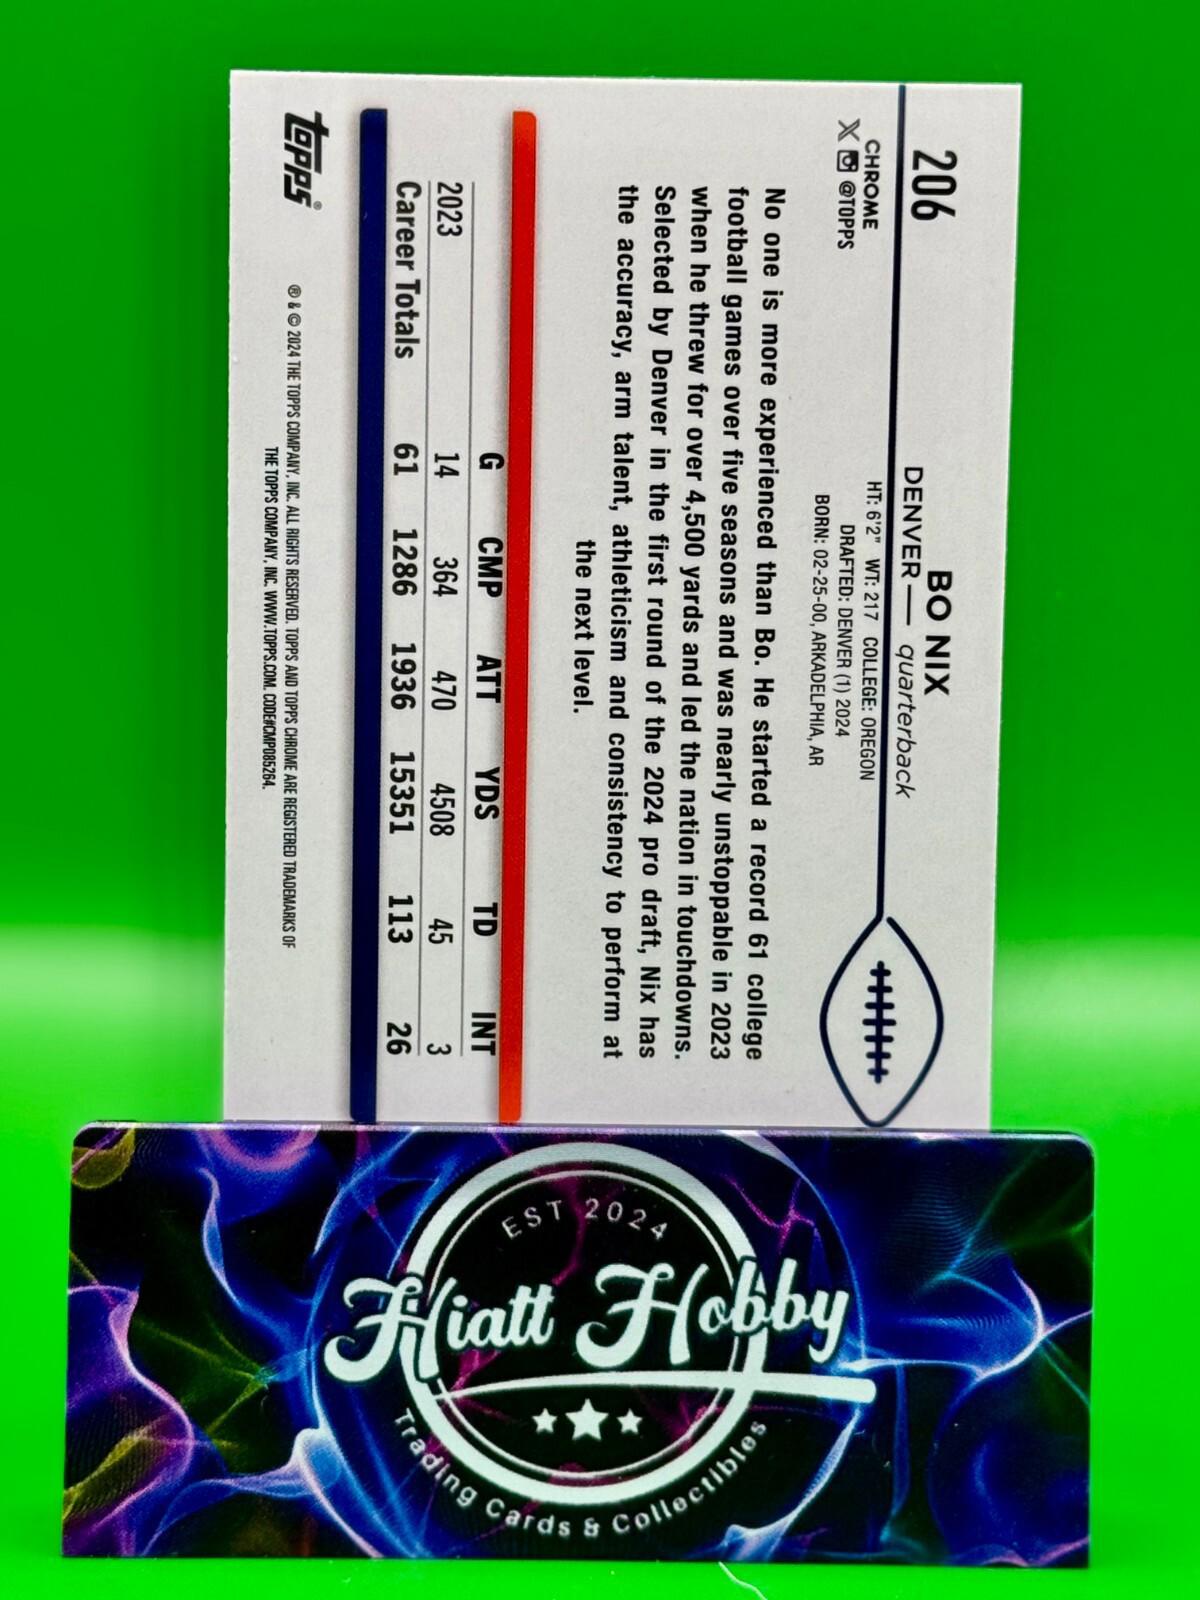 206
BO NIX
DENVER — quarterback
CHROME
X @TOPPS
HT: 6'2" WT: 217 COLLEGE: OREGON
DRAFTED: DENVER (1) 2024
BORN: 02-25-00, ARKADELPHIA, AR
No one is more experienced than Bo. He started a record 61 college
football games over five seasons and was nearly unstoppable in 2023
when he threw for over 4,500 yards and led the nation in touchdowns.
Selected by Denver in the first round of the 2024 pro draft, Nix has
the accuracy, arm talent, athleticism and consistency to perform at
the next level.
G CMP ATT YDS TD INT
2023 14 364 470 4508 45 3
Career Totals 61 1286 1936 15351 113 26
topps®
® & © 2024 THE TOPPS COMPANY, INC. ALL RIGHTS RESERVED. TOPPS AND TOPPS CHROME ARE REGISTERED TRADEMARKS OF
THE TOPPS COMPANY, INC. WWW.TOPPS.COM. CODE#CMP085264.
EST 2024
Hiatt Hobby
Trading Cards & Collectibles